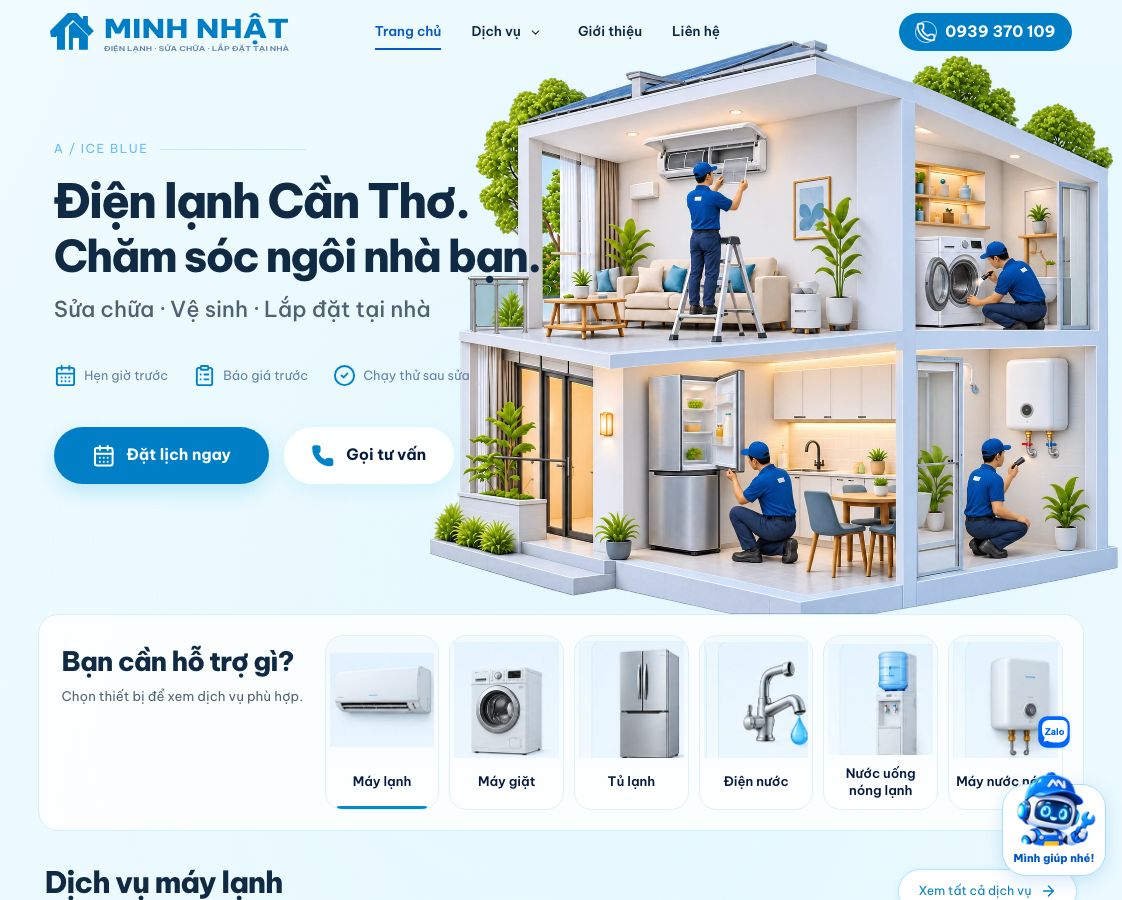 MINH NHẬT
ĐIỆN LẠNH · SỬA CHỮA · LẮP ĐẶT TẠI NHÀ
Trang chủ
Dịch vụ
Giới thiệu
Liên hệ
0939 370 109
A / ICE BLUE
Điện lạnh Cần Thơ.
Chăm sóc ngôi nhà bạn.
Sửa chữa · Vệ sinh · Lắp đặt tại nhà
Hẹn giờ trước
Báo giá trước
Chạy thử sau sửa
Đặt lịch ngay
Gọi tư vấn
Bạn cần hỗ trợ gì?
Chọn thiết bị để xem dịch vụ phù hợp.
Máy lạnh
Máy giặt
Tủ lạnh
Điện nước
Nước uống
nóng lạnh
Máy nước
Zalo
Mình giúp nhé!
Dịch vụ máy lạnh
Xem tất cả dịch vụ